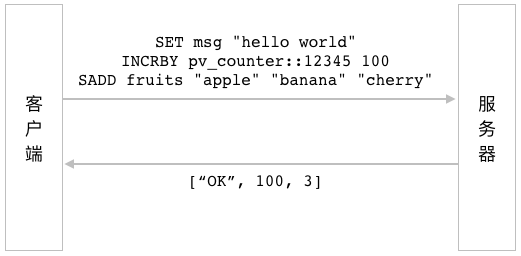 SET msg "hello world"
INCRBY pv_counter::12345 100
SADD fruits "apple" "banana" "cherry"
客户端
服务器
[“OK”, 100, 3]